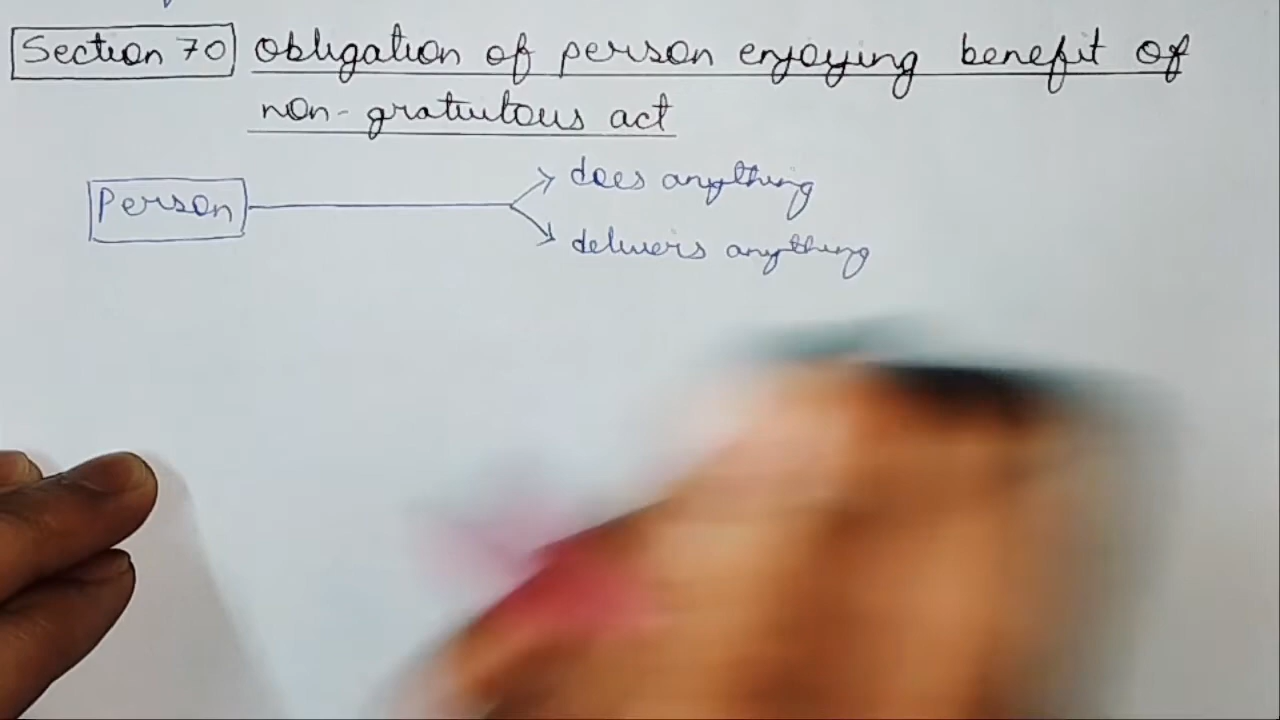 Section 70 obligation of person enjoying benefit of
non-gratuitous act
Person
does anything
delivers anything